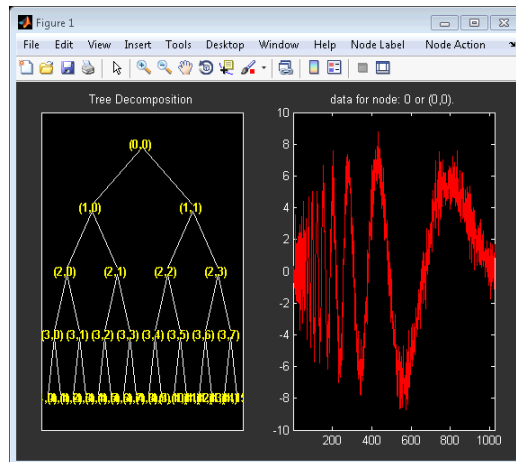 Figure 1
File Edit View Insert Tools Desktop Window Help Node Label Node Action
Tree Decomposition
(0,0)
(1,0) (1,1)
(2,0) (2,1) (2,2) (2,3)
(3,0) (3,1) (3,2) (3,3) (3,4) (3,5) (3,6) (3,7)
data for node: 0 or (0,0).
10
8
6
4
2
0
-2
-4
-6
-8
-10
200 400 600 800 1000